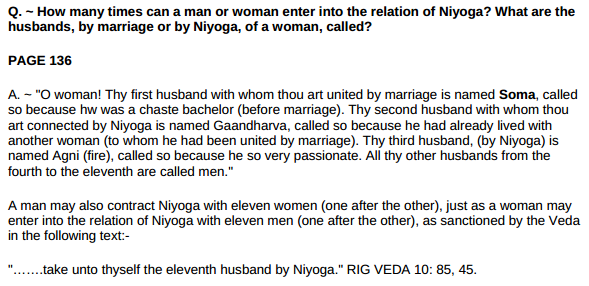 Q. ~ How many times can a man or woman enter into the relation of Niyoga? What are the
husbands, by marriage or by Niyoga, of a woman, called?
PAGE 136
A. ~ "O woman! Thy first husband with whom thou art united by marriage is named Soma, called
so because hw was a chaste bachelor (before marriage). Thy second husband with whom thou
art connected by Niyoga is named Gaandharva, called so because he had already lived with
another woman (to whom he had been united by marriage). Thy third husband, (by Niyoga) is
named Agni (fire), called so because he so very passionate. All thy other husbands from the
fourth to the eleventh are called men."
A man may also contract Niyoga with eleven women (one after the other), just as a woman may
enter into the relation of Niyoga with eleven men (one after the other), as sanctioned by the Veda
in the following text:-
".......take unto thyself the eleventh husband by Niyoga." RIG VEDA 10: 85, 45.